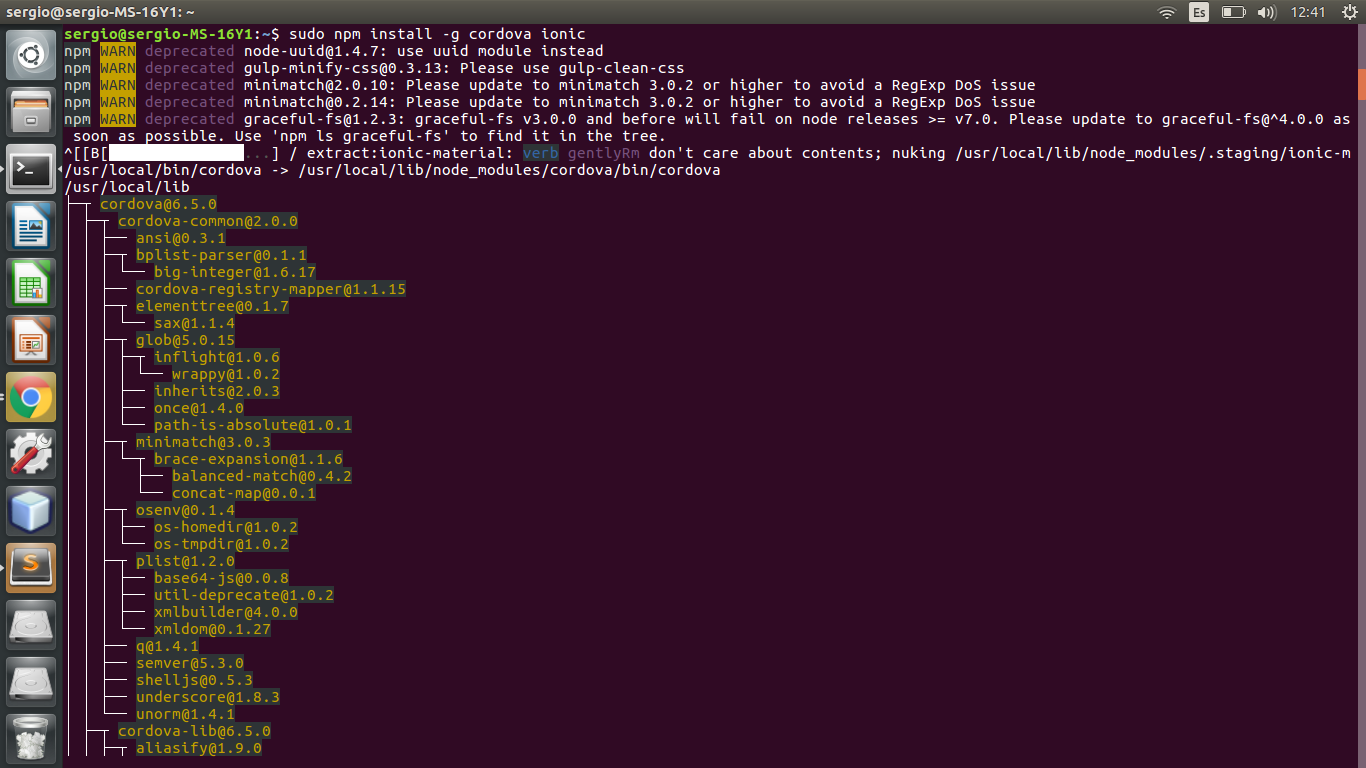 sergio@sergio-MS-16Y1: ~
Es
12:41
sergio@sergio-MS-16Y1:~$ sudo npm install -g cordova ionic
npm WARN deprecated node-uuid@1.4.7: use uuid module instead
npm WARN deprecated gulp-minify-css@0.3.13: Please use gulp-clean-css
npm WARN deprecated minimatch@2.0.10: Please update to minimatch 3.0.2 or higher to avoid a RegExp DoS issue
npm WARN deprecated minimatch@0.2.14: Please update to minimatch 3.0.2 or higher to avoid a RegExp DoS issue
npm WARN deprecated graceful-fs@1.2.3: graceful-fs v3.0.0 and before will fail on node releases >= v7.0. Please update to graceful-fs@^4.0.0 as
soon as possible. Use 'npm ls graceful-fs' to find it in the tree.
^[[B[ ...] / extract:ionic-material: verb gentlyRm don't care about contents; nuking /usr/local/lib/node_modules/.staging/ionic-m
/usr/local/bin/cordova -> /usr/local/lib/node_modules/cordova/bin/cordova
/usr/local/lib
├─┬ cordova@6.5.0
│ ├─┬ cordova-common@2.0.0
│ │ ├── ansi@0.3.1
│ │ ├─┬ bplist-parser@0.1.1
│ │ │ └── big-integer@1.6.17
│ │ ├── cordova-registry-mapper@1.1.15
│ │ ├─┬ elementtree@0.1.7
│ │ │ └── sax@1.1.4
│ │ ├─┬ glob@5.0.15
│ │ │ ├─┬ inflight@1.0.6
│ │ │ │ └── wrappy@1.0.2
│ │ │ ├── inherits@2.0.3
│ │ │ ├── once@1.4.0
│ │ │ └── path-is-absolute@1.0.1
│ │ ├─┬ minimatch@3.0.3
│ │ │ └─┬ brace-expansion@1.1.6
│ │ │   ├── balanced-match@0.4.2
│ │ │   └── concat-map@0.0.1
│ │ ├─┬ osenv@0.1.4
│ │ │ ├── os-homedir@1.0.2
│ │ │ └── os-tmpdir@1.0.2
│ │ ├─┬ plist@1.2.0
│ │ │ ├── base64-js@0.0.8
│ │ │ ├── util-deprecate@1.0.2
│ │ │ ├── xmlbuilder@4.0.0
│ │ │ └── xmldom@0.1.27
│ │ ├── q@1.4.1
│ │ ├── semver@5.3.0
│ │ ├── shelljs@0.5.3
│ │ ├── underscore@1.8.3
│ │ └── unorm@1.4.1
│ ├─┬ cordova-lib@6.5.0
│ │ ├─┬ aliasify@1.9.0